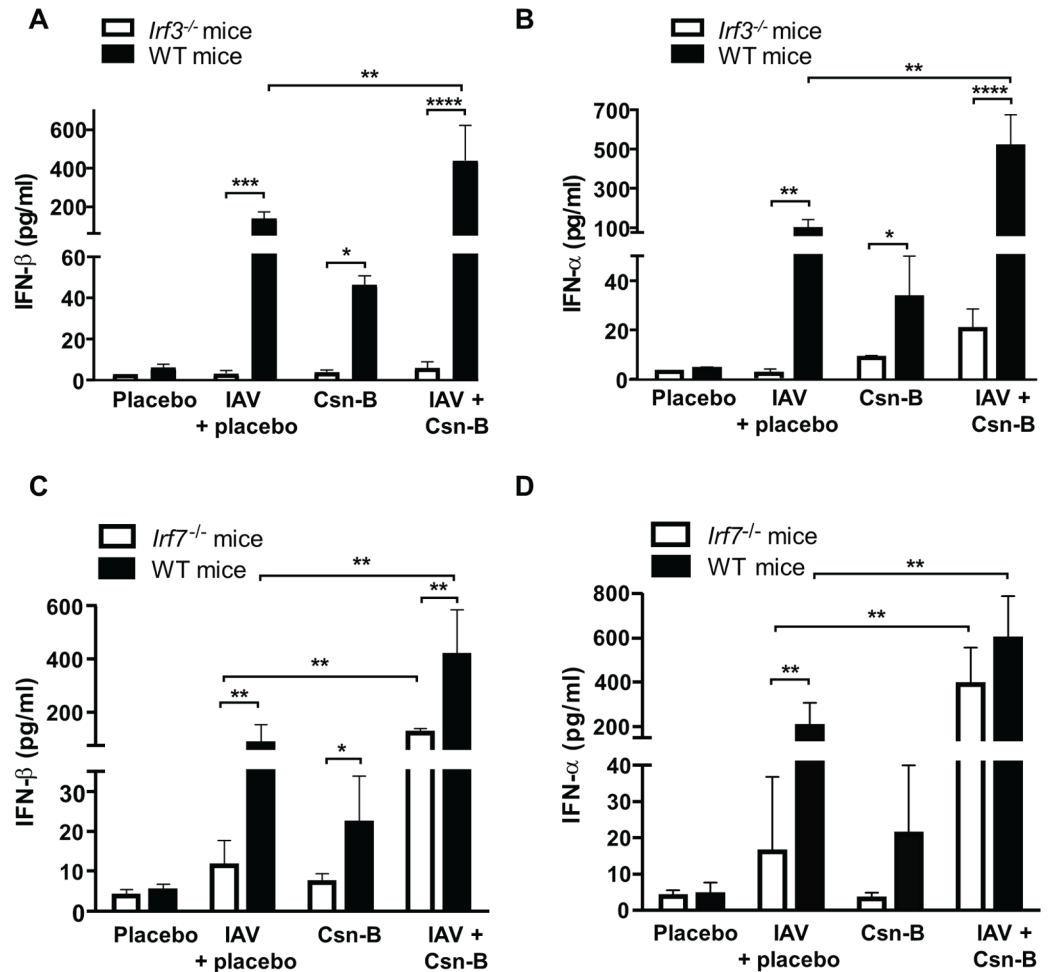 A
Irf3-/- mice
WT mice
**
****
***
*
IFN-β (pg/ml)
600
400
200
60
40
20
0
Placebo
IAV
+ placebo
Csn-B
IAV +
Csn-B
B
Irf3-/- mice
WT mice
**
****
**
*
IFN-α (pg/ml)
700
500
300
100
40
20
0
Placebo
IAV
+ placebo
Csn-B
IAV +
Csn-B
C
Irf7-/- mice
WT mice
**
**
**
**
*
IFN-β (pg/ml)
600
400
200
30
20
10
0
Placebo
IAV
+ placebo
Csn-B
IAV +
Csn-B
D
Irf7-/- mice
WT mice
**
**
**
IFN-α (pg/ml)
800
600
400
200
40
30
20
10
0
Placebo
IAV
+ placebo
Csn-B
IAV +
Csn-B